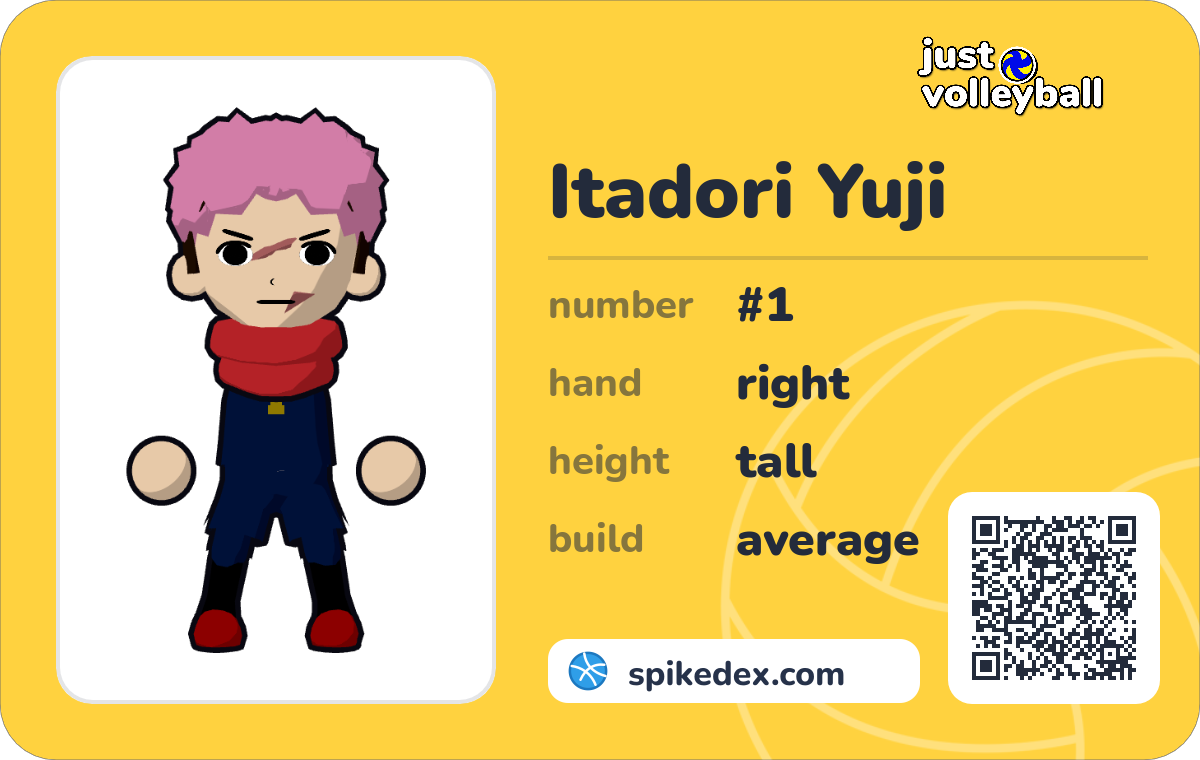 just
volleyball
Itadori Yuji
number #1
hand right
height tall
build average
spikedex.com